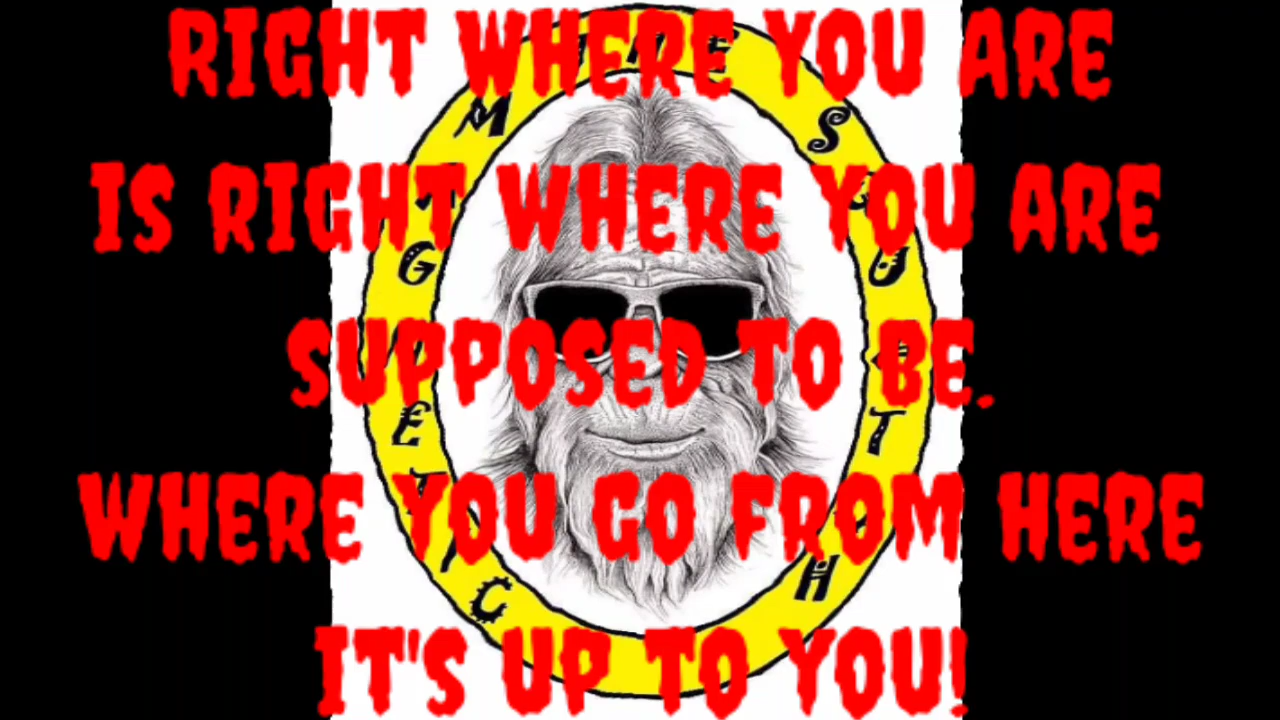 RIGHT WHERE YOU ARE
IS RIGHT WHERE YOU ARE
SUPPOSED TO BE.
WHERE YOU GO FROM HERE
IT'S UP TO YOU!